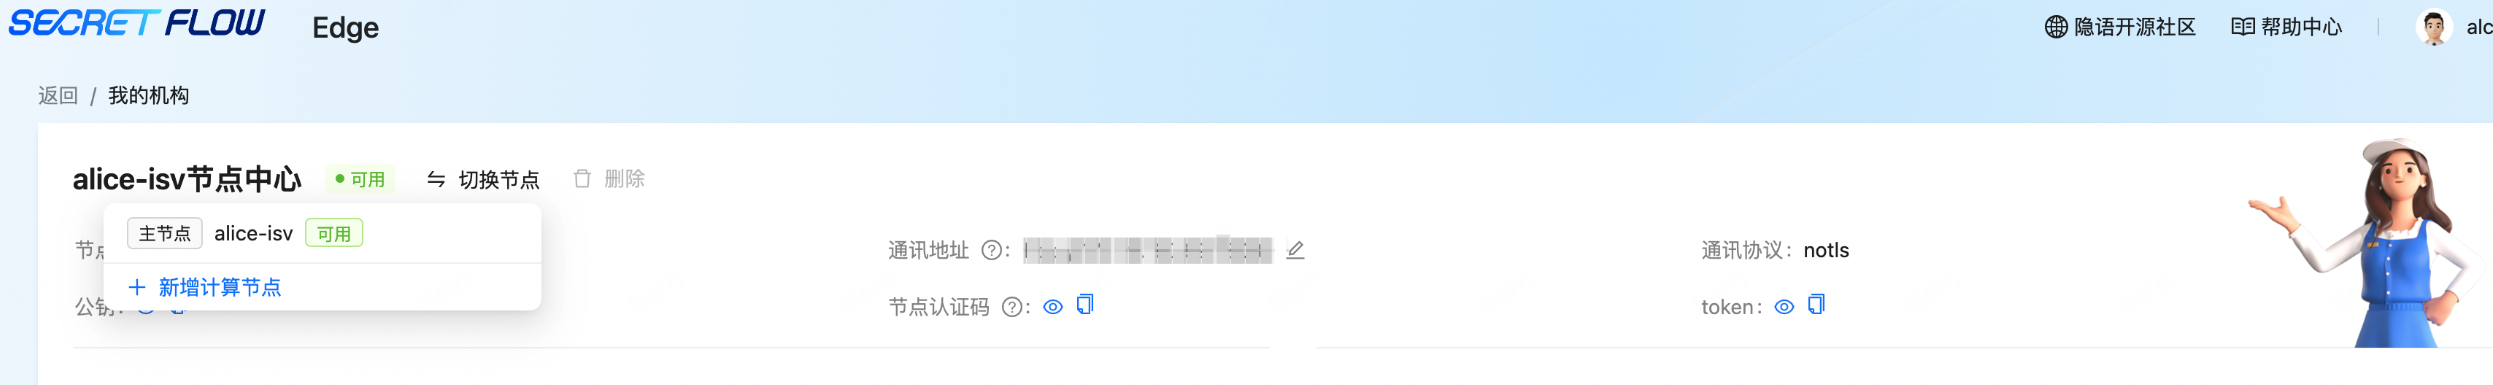 SECRET FLOW Edge 隐语开源社区 帮助中心 alc
返回 / 我的机构
alice-isv节点中心 可用 切换节点 删除
主节点 alice-isv 可用
节点 通讯地址 ? : 通讯协议 : notls
+ 新增计算节点
公钥 : 节点认证码 ? : token :